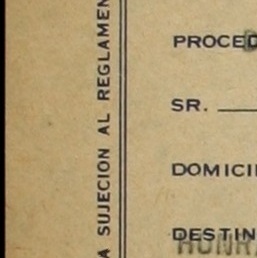 A SUJECION AL REGLAMEN
PROCED
SR.
DOMICI
DESTIN